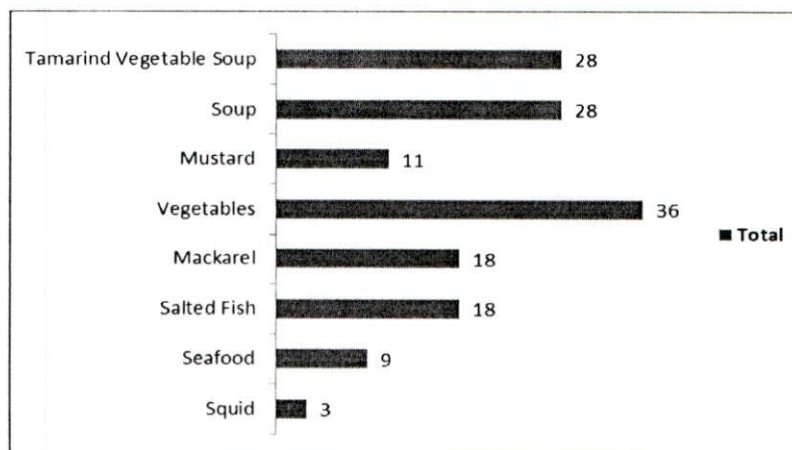 Tamarind Vegetable Soup 28
Soup 28
Mustard 11
Vegetables 36
Total
Mackarel 18
Salted Fish 18
Seafood 9
Squid 3